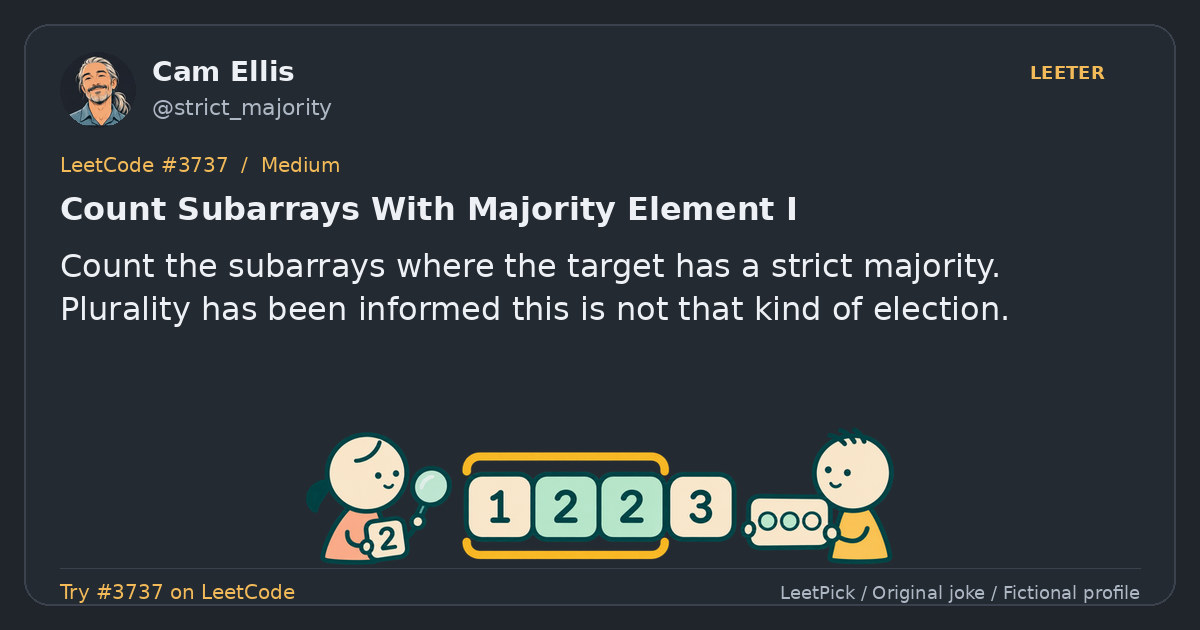 Cam Ellis
@strict_majority
LEETER
LeetCode #3737 / Medium
Count Subarrays With Majority Element I
Count the subarrays where the target has a strict majority.
Plurality has been informed this is not that kind of election.
2
1 2 2 3
Try #3737 on LeetCode
LeetPick / Original joke / Fictional profile